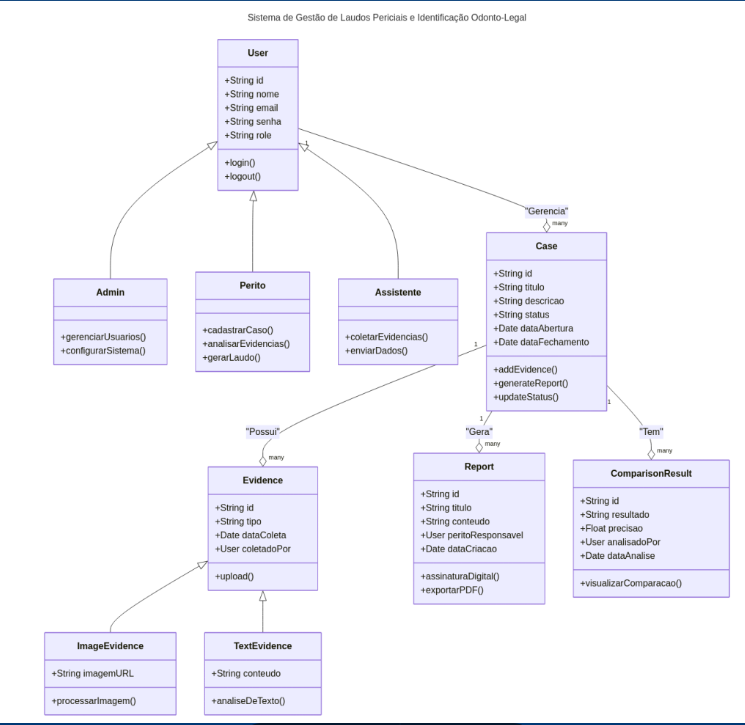 Sistema de Gestão de Laudos Periciais e Identificação Odonto-Legal
User
+String id
+String nome
+String email
+String senha
+String role
+login()
+logout()
1
"Gerencia"
many
Admin
+gerenciarUsuarios()
+configurarSistema()
Perito
+cadastrarCaso()
+analisarEvidencias()
+gerarLaudo()
Assistente
+coletarEvidencias()
+enviarDados()
Case
+String id
+String titulo
+String descricao
+String status
+Date dataAbertura
+Date dataFechamento
+addEvidence()
+generateReport()
+updateStatus()
1
"Possui"
many
1
"Gera"
many
1
"Tem"
many
Evidence
+String id
+String tipo
+Date dataColeta
+User coletadoPor
+upload()
Report
+String id
+String titulo
+String conteudo
+User peritoResponsavel
+Date dataCriacao
+assinaturaDigital()
+exportarPDF()
ComparisonResult
+String id
+String resultado
+Float precisao
+User analisadoPor
+Date dataAnalise
+visualizarComparacao()
ImageEvidence
+String imagemURL
+processarImagem()
TextEvidence
+String conteudo
+analiseDeTexto()